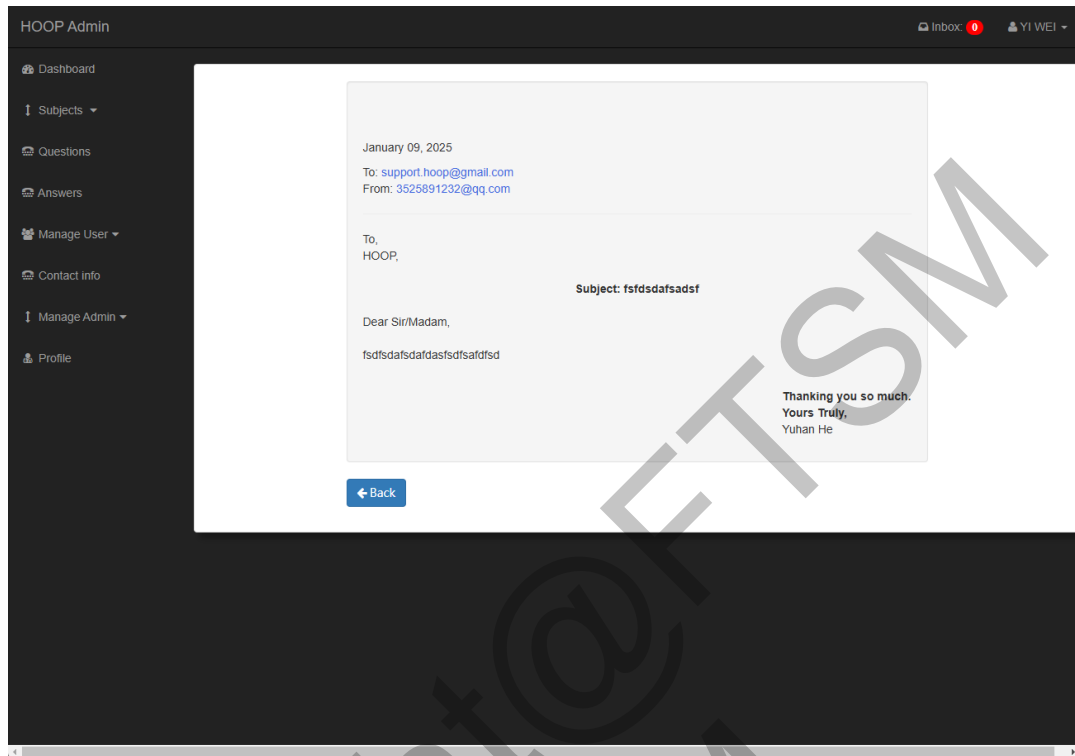 HOOP Admin
Inbox: 0
YI WEI
Dashboard
Subjects
Questions
Answers
Manage User
Contact info
Manage Admin
Profile
January 09, 2025
To: support.hoop@gmail.com
From: 3525891232@qq.com
To,
HOOP,
Subject: fsfdsdafsadsf
Dear Sir/Madam,
fsdfsdafsdafdasfsdfsafdfsd
Thanking you so much.
Yours Truly,
Yuhan He
Back
@FTSM